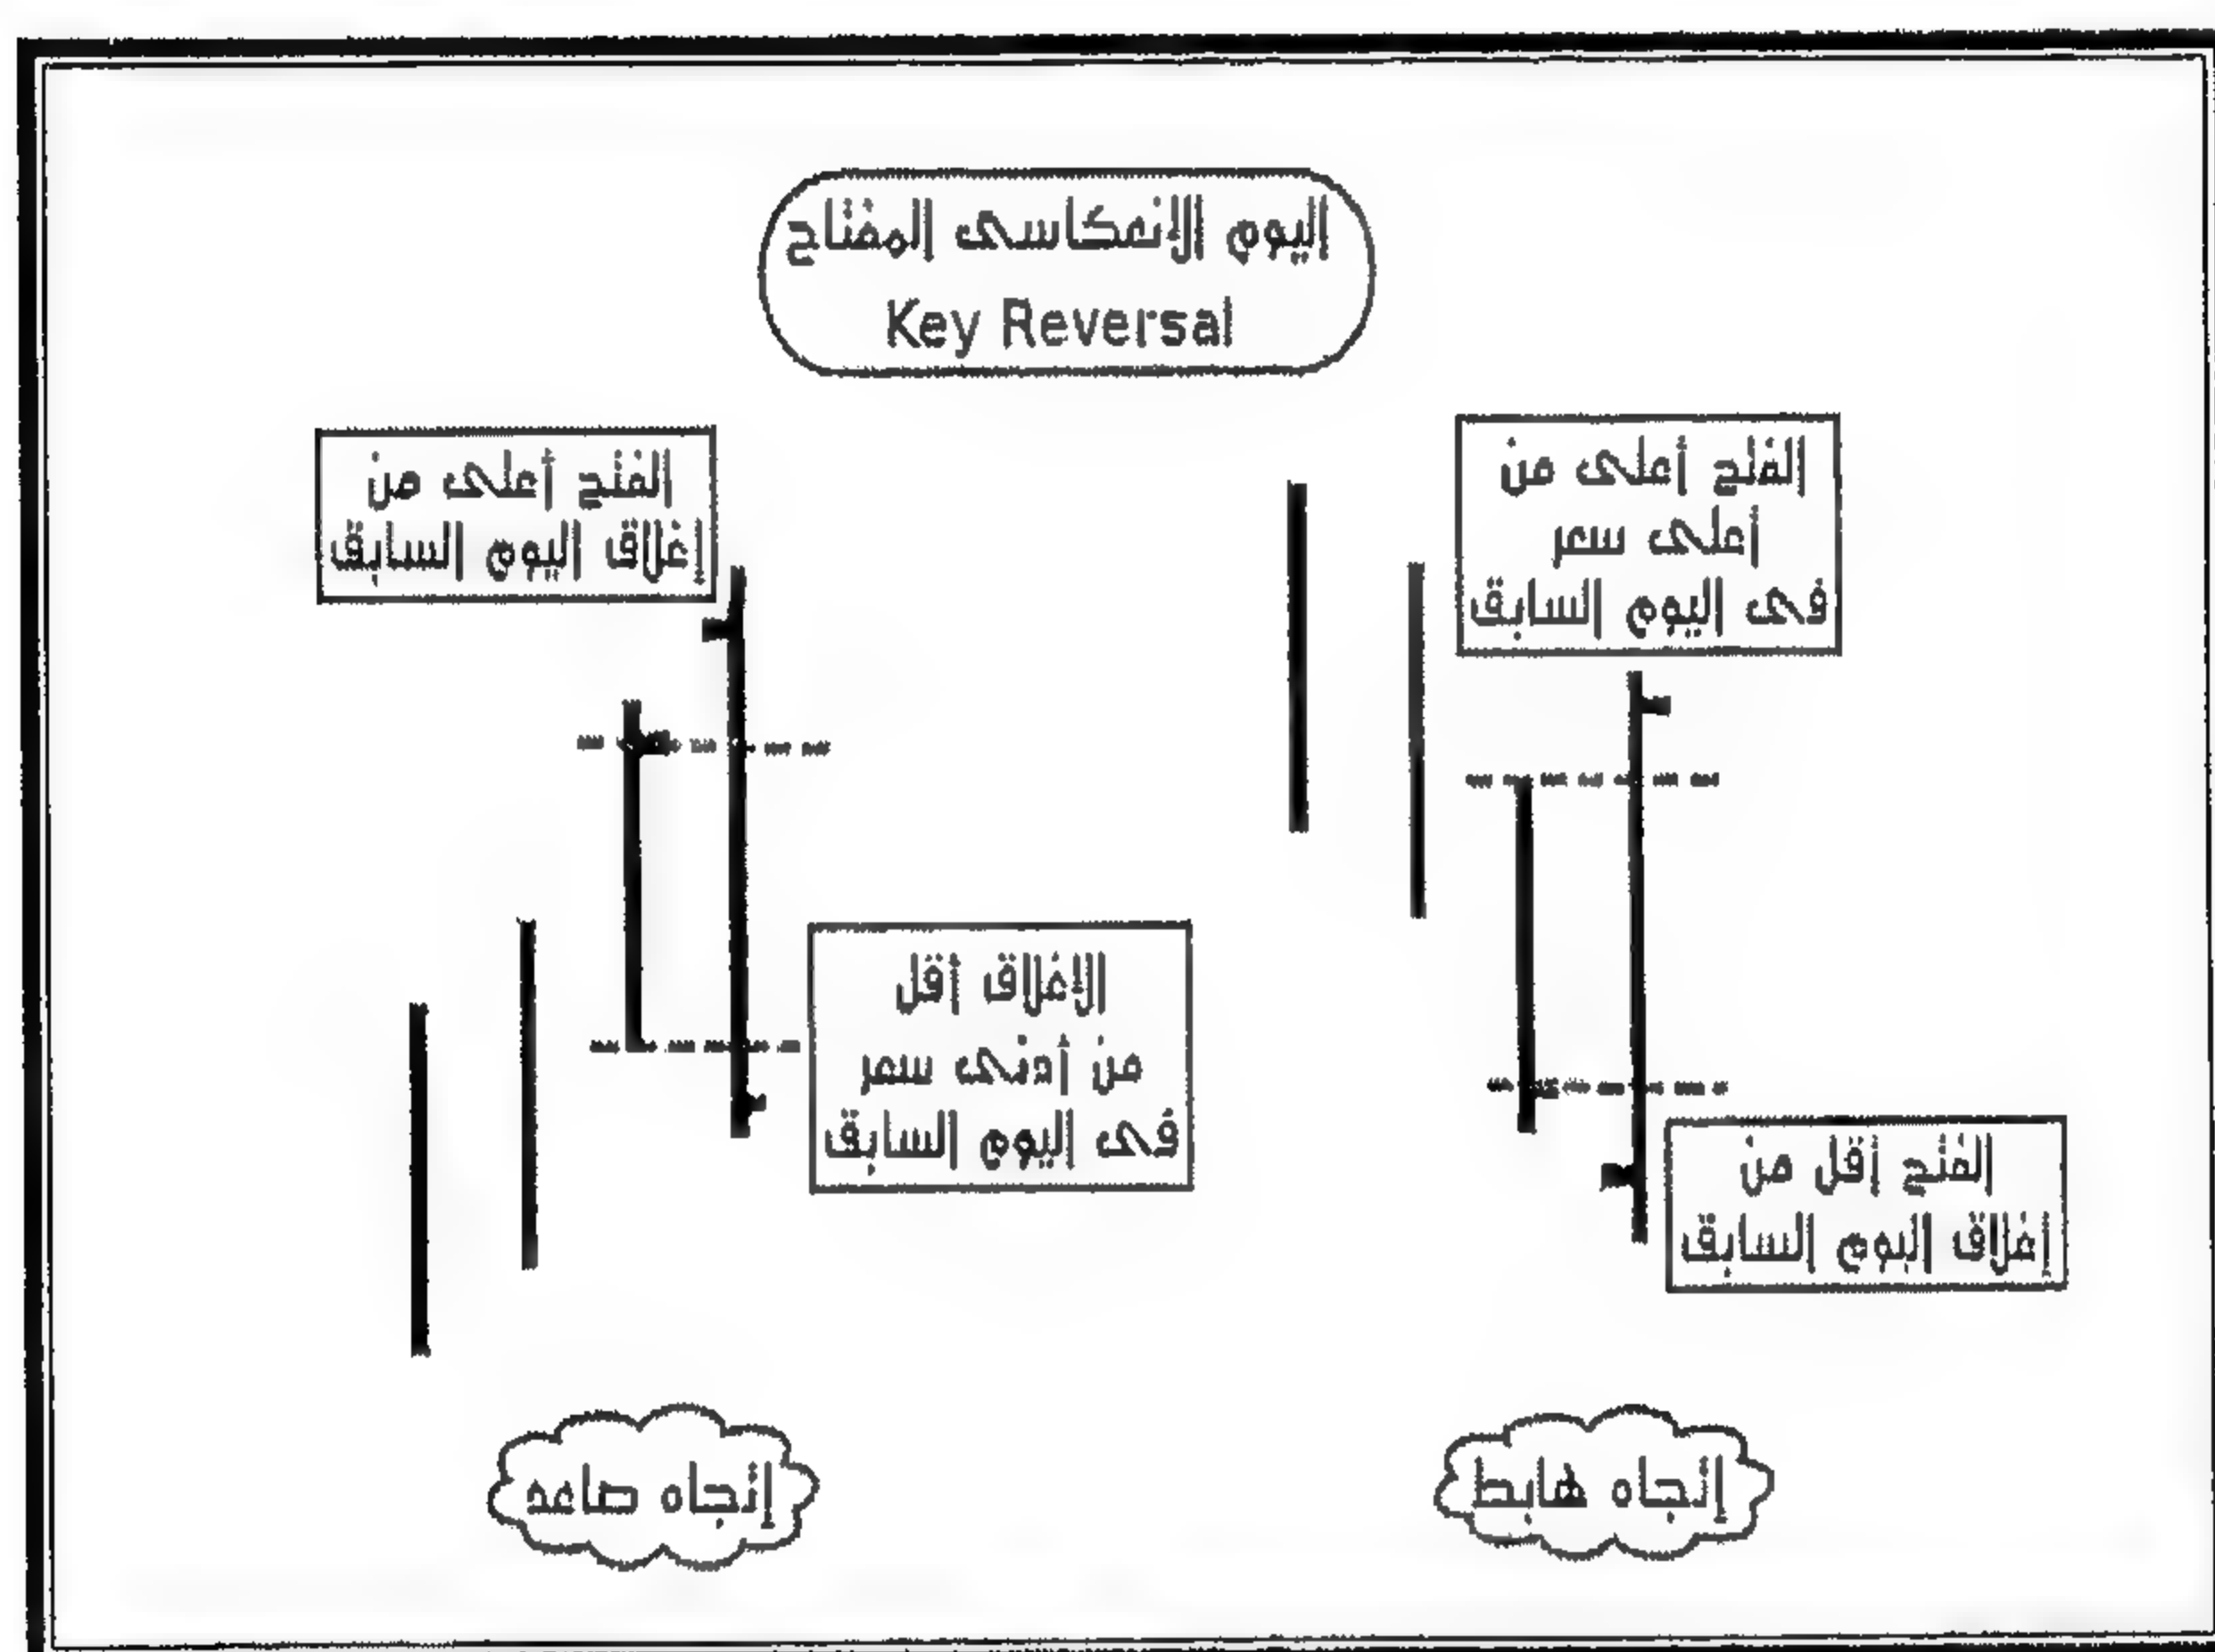 اليوم الإنعكاسى المفتاح
Key Reversal
الفتح أعلى من
أعلى سعر
فى اليوم السابق
الفتح أعلى من
إغلاق اليوم السابق
الإغلاق أقل
من أدنى سعر
فى اليوم السابق
الفتح أقل من
إغلاق اليوم السابق
إتجاه هابط
إتجاه صاعد